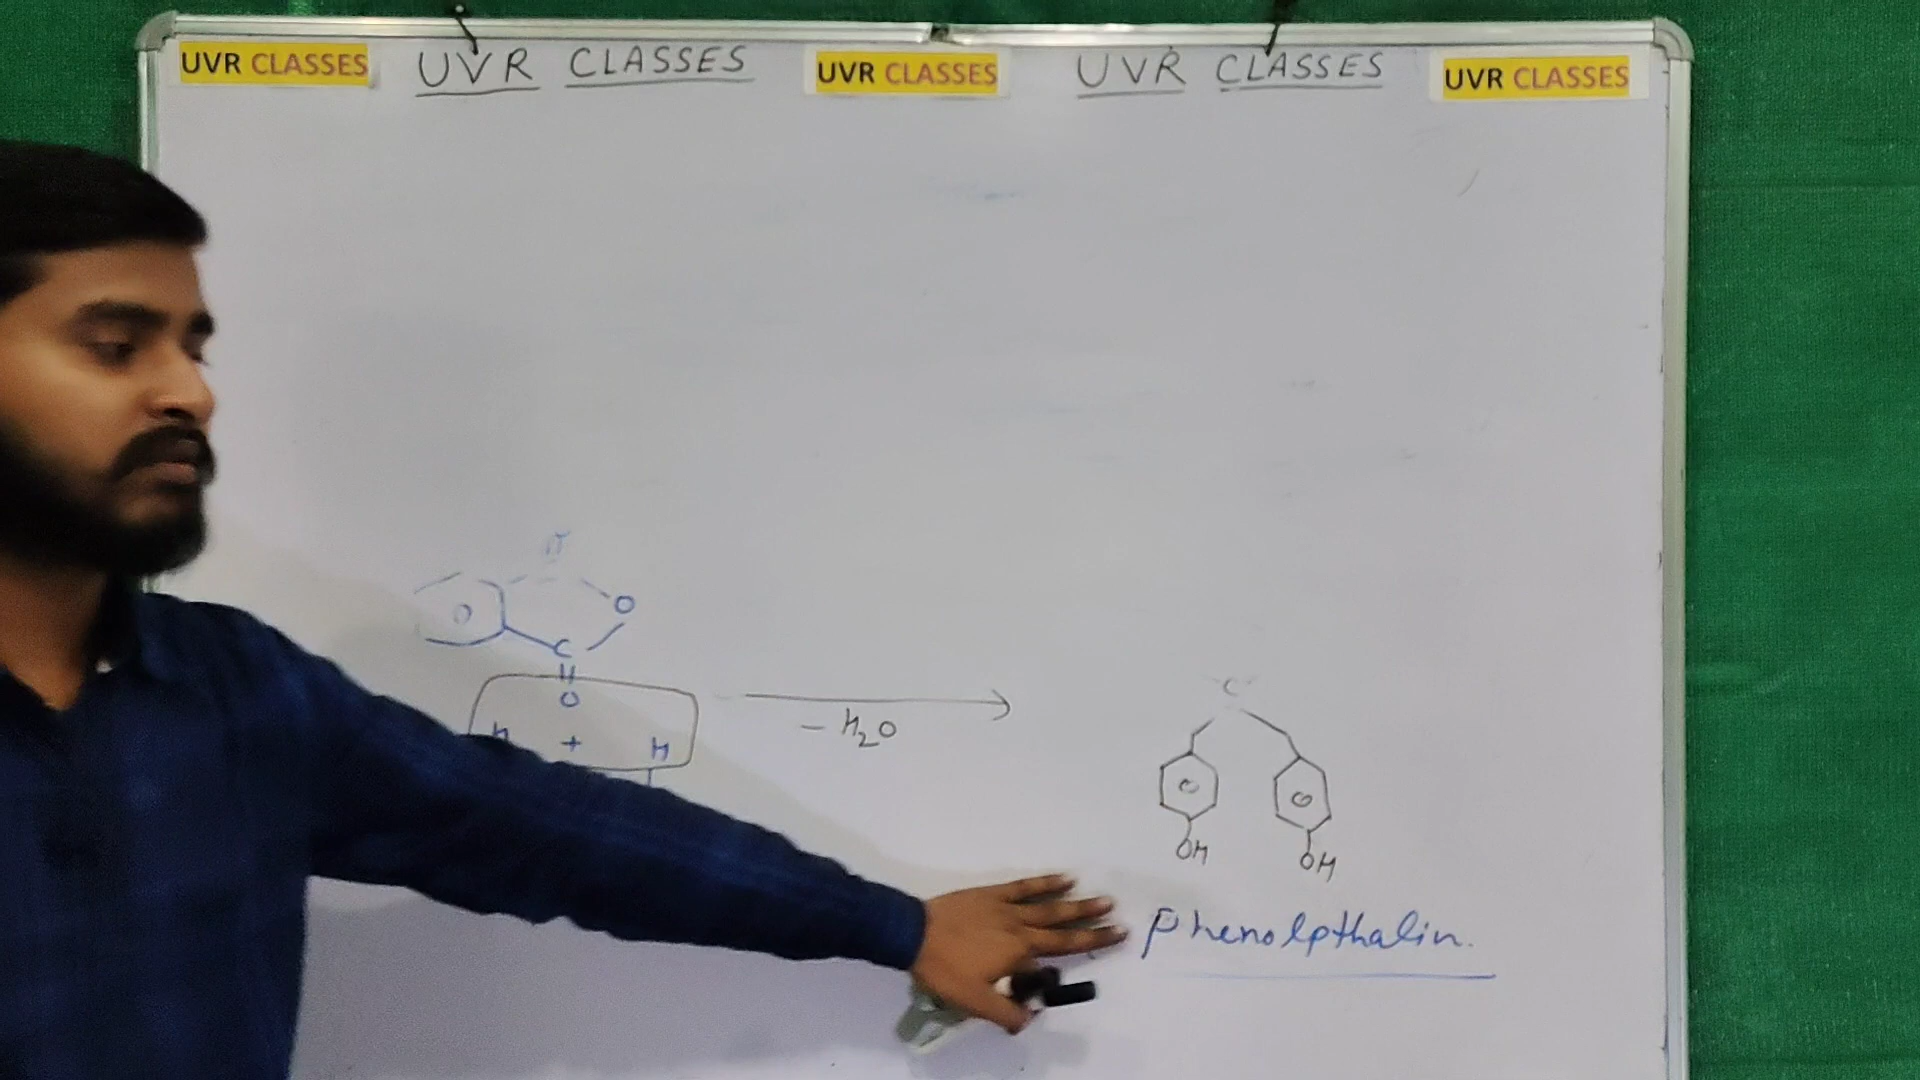 UVR CLASSES UVR CLASSES UVR CLASSES UVR CLASSES UVR CLASSES
O
C
O
- H2O
C
H + H
OH OH
Phenolpthalin.